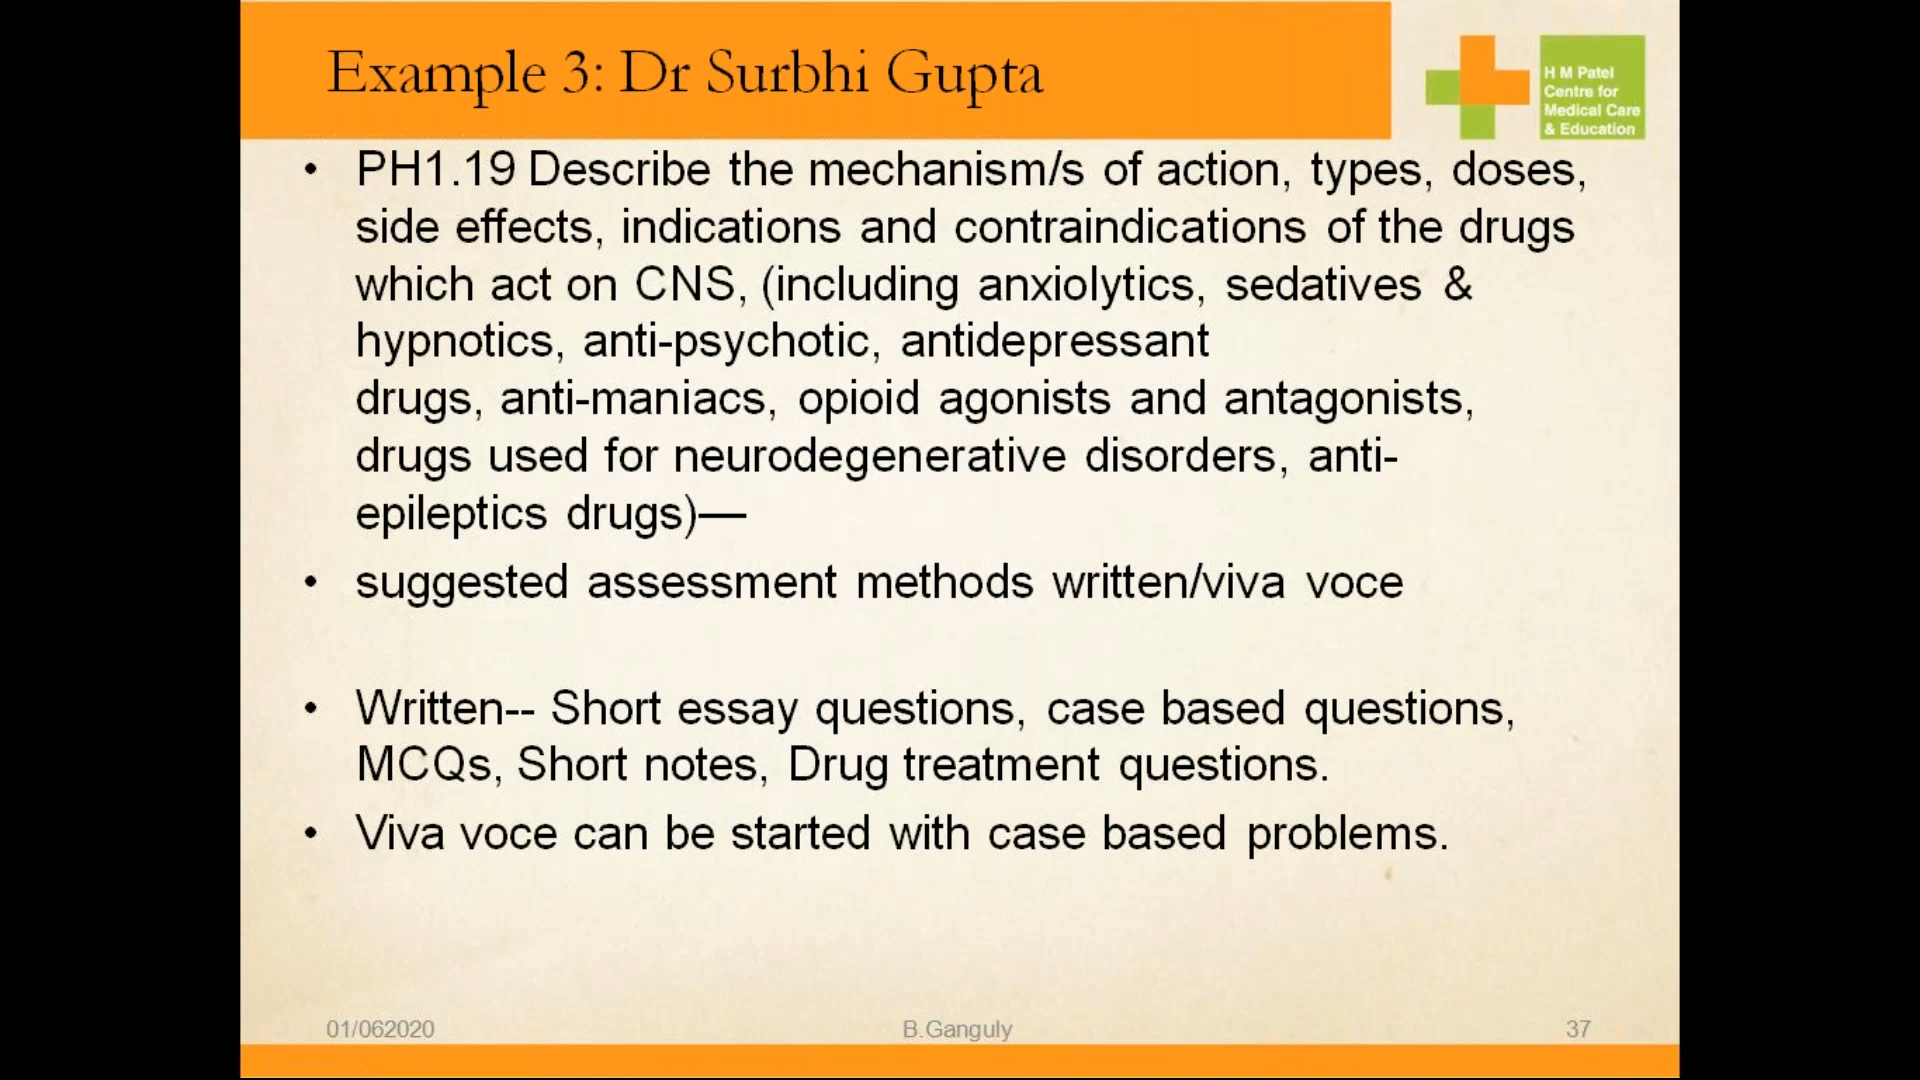 Example 3: Dr Surbhi Gupta
H M Patel
Centre for
Medical Care
& Education
• PH1.19 Describe the mechanism/s of action, types, doses,
side effects, indications and contraindications of the drugs
which act on CNS, (including anxiolytics, sedatives &
hypnotics, anti-psychotic, antidepressant
drugs, anti-maniacs, opioid agonists and antagonists,
drugs used for neurodegenerative disorders, anti-
epileptics drugs)—
• suggested assessment methods written/viva voce
• Written-- Short essay questions, case based questions,
MCQs, Short notes, Drug treatment questions.
• Viva voce can be started with case based problems.
01/062020
B.Ganguly
37